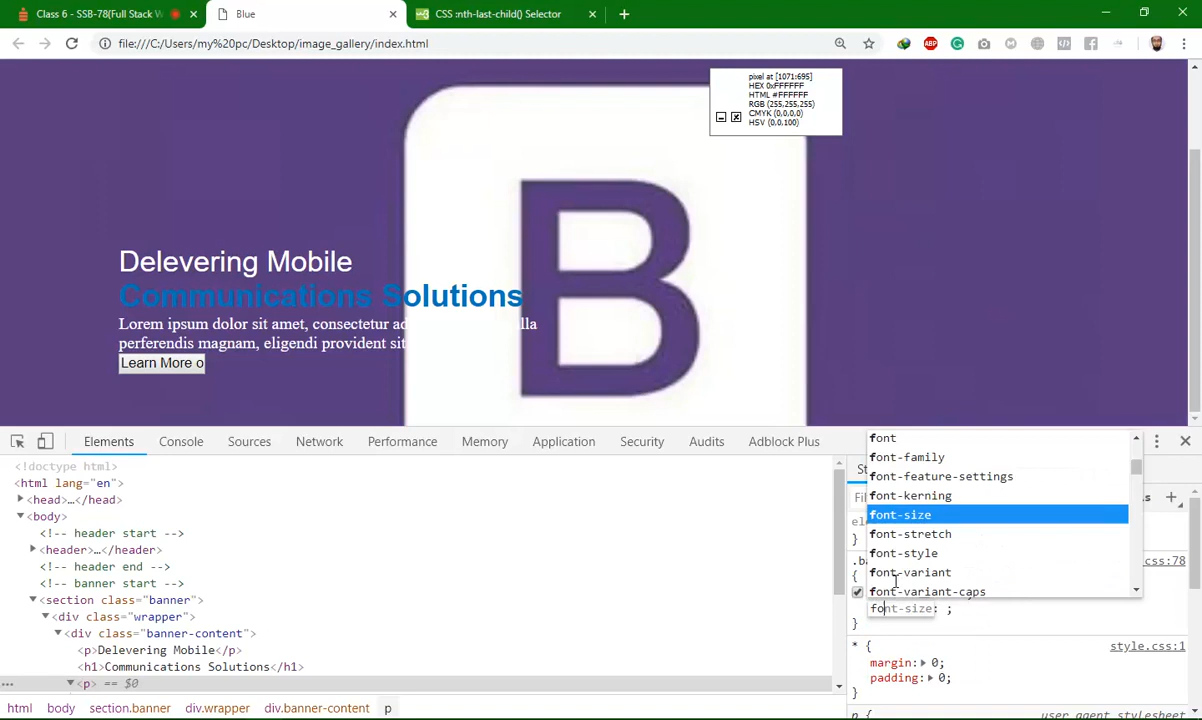 Class 6 - SSB-78(Full Stack W
Blue
CSS :nth-last-child() Selector
file:///C:/Users/my%20pc/Desktop/image_gallery/index.html
ABP
pixel at [1071:695]
HEX 0xFFFFFF
HTML #FFFFFF
RGB (255,255,255)
CMYK (0,0,0,0)
HSV (0,0,100)
B
Delevering Mobile
Communications Solutions
Lorem ipsum dolor sit amet, consectetur ad lla
perferendis magnam, eligendi provident sit
Learn More o
Elements Console Sources Network Performance Memory Application Security Audits Adblock Plus
<!doctype html>
<html lang="en">
<head>…</head>
<body>
<!-- header start -->
<header>…</header>
<!-- header end -->
<!-- banner start -->
<section class="banner">
<div class="wrapper">
<div class="banner-content">
<p>Delevering Mobile</p>
<h1>Communications Solutions</h1>
… <p> == $0
html body section.banner div.wrapper div.banner-content p
font
font-family
font-feature-settings
font-kerning
font-size
font-stretch
font-style
font-variant
font-variant-caps
St
Fil s +
ele
}
.ba css:78
{
font-size: ;
}
* { style.css:1
margin: 0;
padding: 0;
}
p { user agent stylesheet